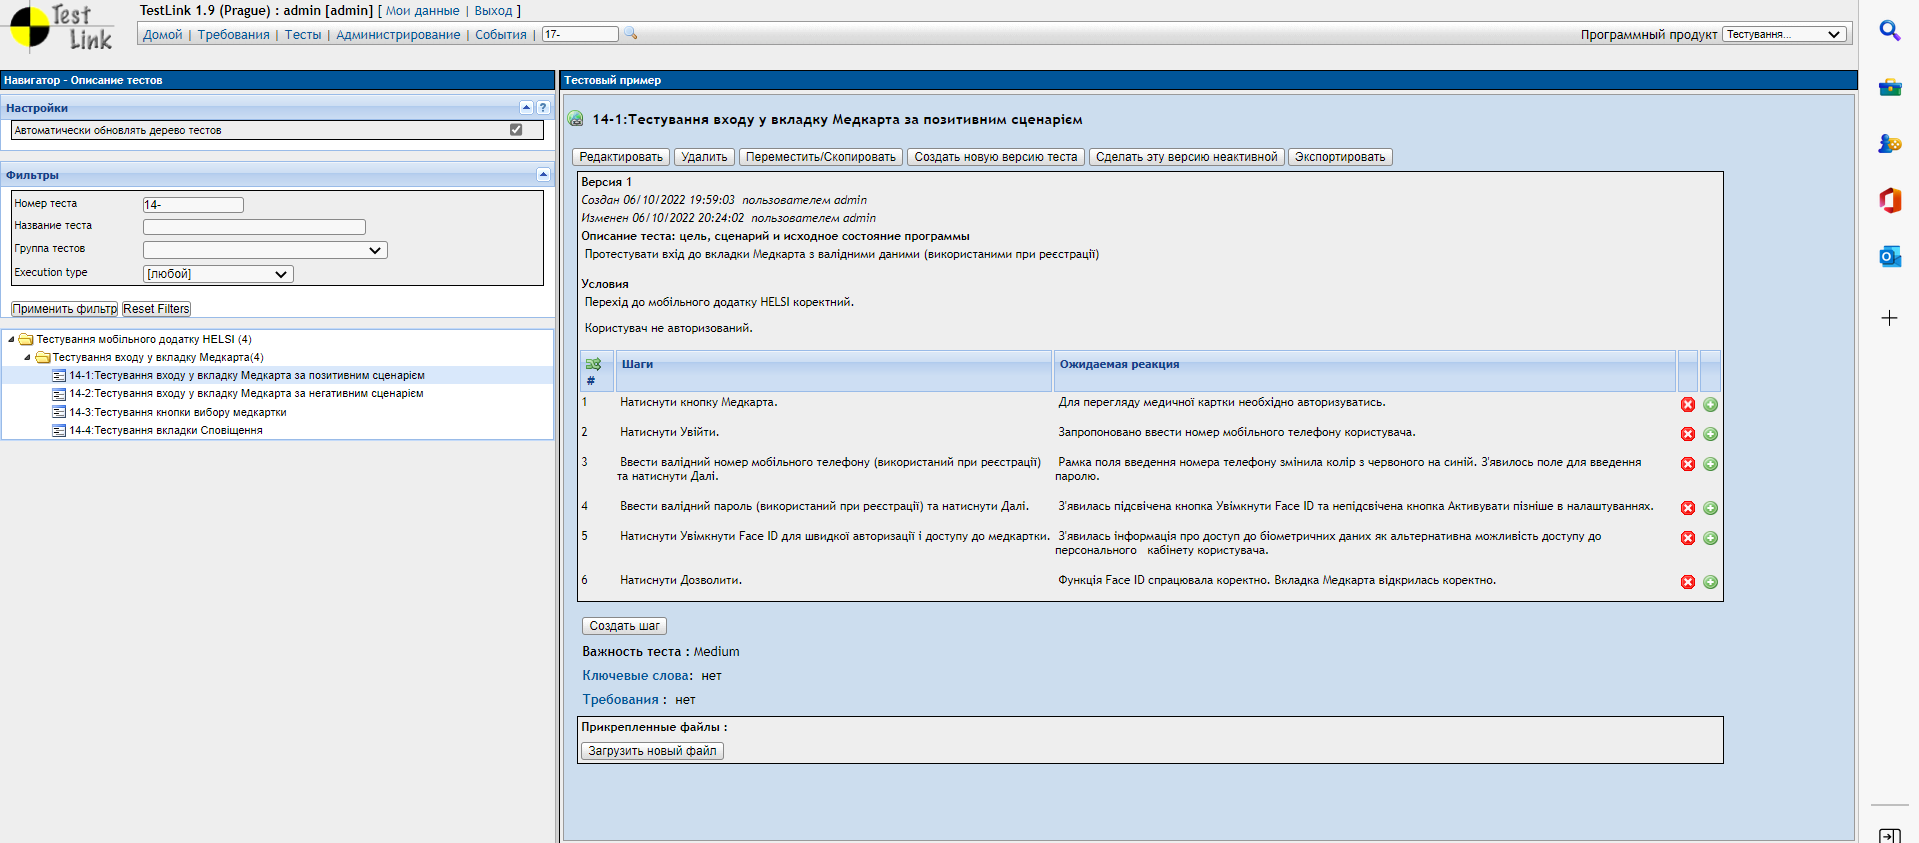 Test Link
TestLink 1.9 (Prague) : admin [admin] [ Мои данные | Выход ]
Домой | Требования | Тесты | Администрирование | События | 17-
Программный продукт Тестування...
Навигатор - Описание тестов
Настройки
Автоматически обновлять дерево тестов
Фильтры
Номер теста 14-
Название теста
Группа тестов
Execution type [любой]
Применить фильтр Reset Filters
Тестування мобільного додатку HELSI (4)
Тестування входу у вкладку Медкарта(4)
14-1:Тестування входу у вкладку Медкарта за позитивним сценарієм
14-2:Тестування входу у вкладку Медкарта за негативним сценарієм
14-3:Тестування кнопки вибору медкартки
14-4:Тестування вкладки Сповіщення
Тестовый пример
14-1:Тестування входу у вкладку Медкарта за позитивним сценарієм
Редактировать Удалить Переместить/Скопировать Создать новую версию теста Сделать эту версию неактивной Экспортировать
Версия 1
Создан 06/10/2022 19:59:03 пользователем admin
Изменен 06/10/2022 20:24:02 пользователем admin
Описание теста: цель, сценарий и исходное состояние программы
Протестувати вхід до вкладки Медкарта з валідними даними (використаними при реєстрації)
Условия
Перехід до мобільного додатку HELSI коректний.
Користувач не авторизований.
# Шаги Ожидаемая реакция
1 Натиснути кнопку Медкарта. Для перегляду медичної картки необхідно авторизуватись.
2 Натиснути Увійти. Запропоновано ввести номер мобільного телефону користувача.
3 Ввести валідний номер мобільного телефону (використаний при реєстрації) Рамка поля введення номера телефону змінила колір з червоного на синій. З'явилось поле для введення
та натиснути Далі. паролю.
4 Ввести валідний пароль (використаний при реєстрації) та натиснути Далі. З'явилась підсвічена кнопка Увімкнути Face ID та непідсвічена кнопка Активувати пізніше в налаштуваннях.
5 Натиснути Увімкнути Face ID для швидкої авторизації і доступу до медкартки. З'явилась інформація про доступ до біометричних даних як альтернативна можливість доступу до
персонального кабінету користувача.
6 Натиснути Дозволити. Функція Face ID спрацювала коректно. Вкладка Медкарта відкрилась коректно.
Создать шаг
Важность теста : Medium
Ключевые слова: нет
Требования : нет
Прикрепленные файлы :
Загрузить новый файл